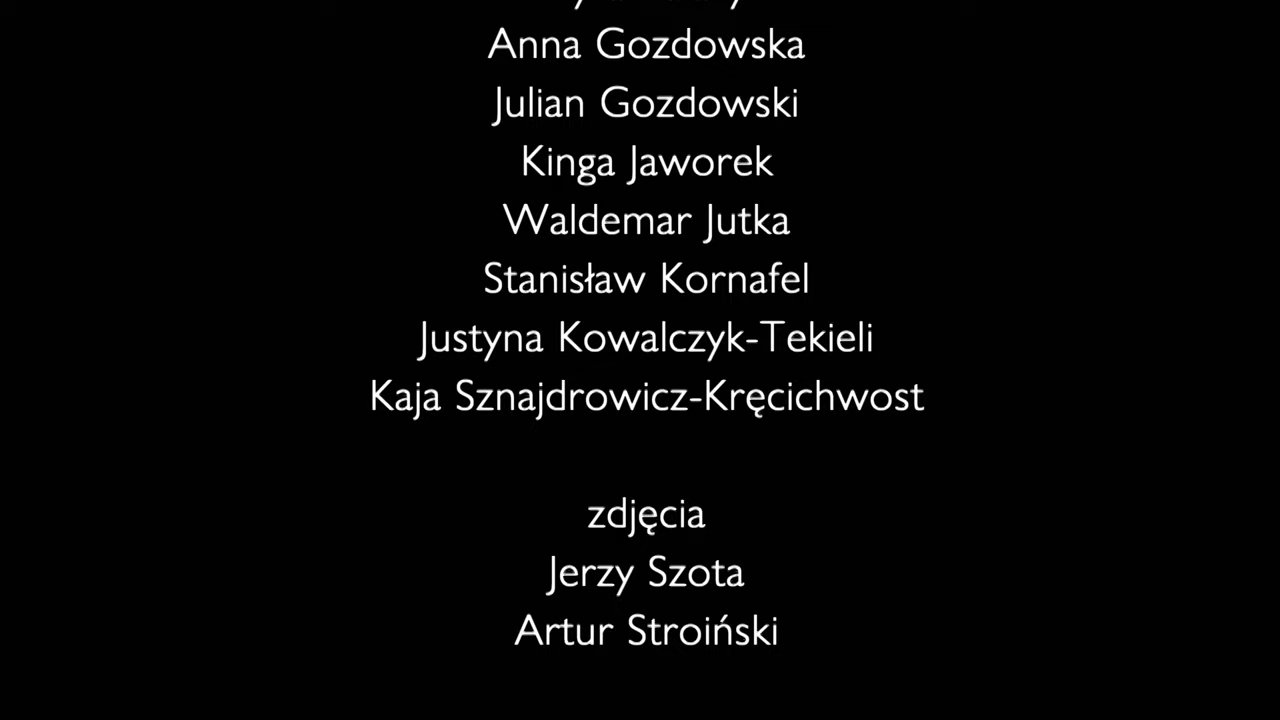 Anna Gozdowska
Julian Gozdowski
Kinga Jaworek
Waldemar Jutka
Stanisław Kornafel
Justyna Kowalczyk-Tekieli
Kaja Sznajdrowicz-Kręcichwost
zdjęcia
Jerzy Szota
Artur Stroiński